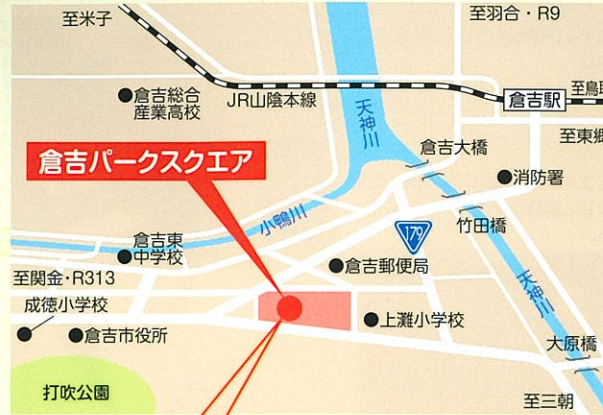 至米子
至羽合・R9
JR山陰本線
倉吉駅
至鳥取
倉吉総合
産業高校
天神川
至東郷
倉吉大橋
倉吉パークスクエア
消防署
竹田橋
小鴨川
179
倉吉東
中学校
倉吉郵便局
天神川
至関金・R313
成徳小学校
上灘小学校
倉吉市役所
大原橋
打吹公園
至三朝